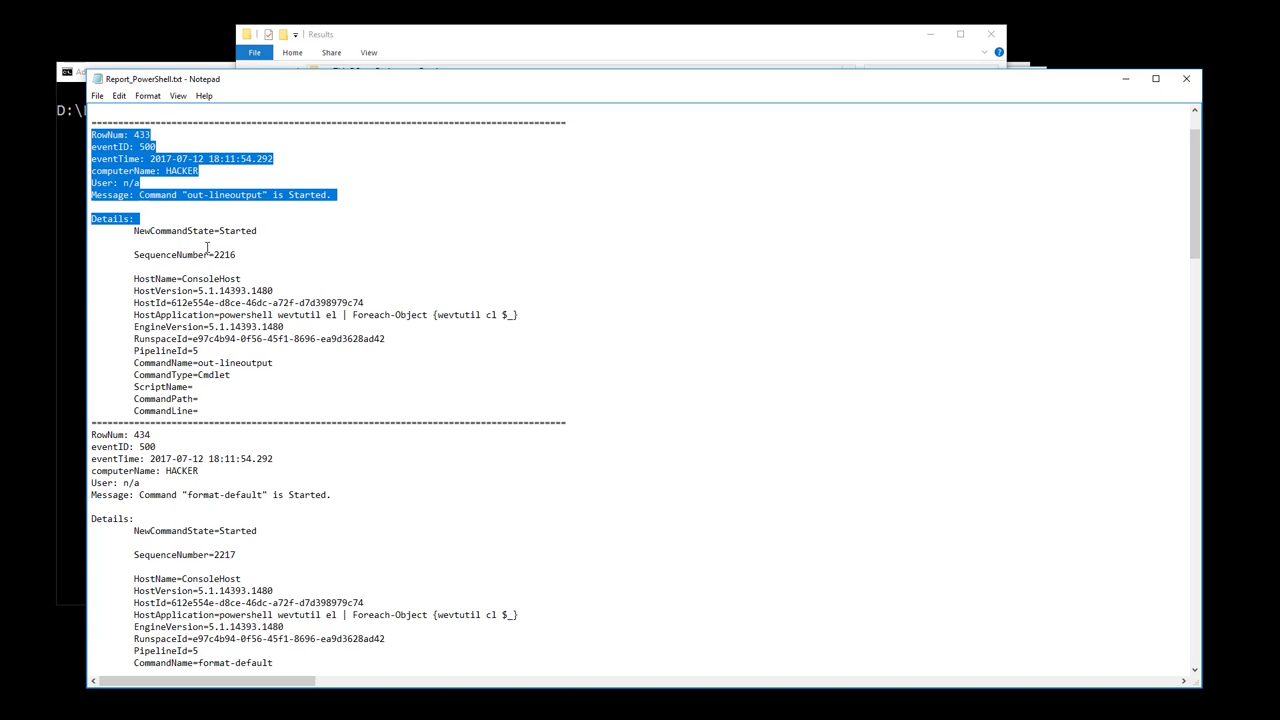 Results
File Home Share View
Ad
Report_PowerShell.txt - Notepad
File Edit Format View Help
D:\
==========================================================================================
RowNum: 433
eventID: 500
eventTime: 2017-07-12 18:11:54.292
computerName: HACKER
User: n/a
Message: Command "out-lineoutput" is Started.
Details:
NewCommandState=Started
SequenceNumber=2216
HostName=ConsoleHost
HostVersion=5.1.14393.1480
HostId=612e554e-d8ce-46dc-a72f-d7d398979c74
HostApplication=powershell wevtutil el | Foreach-Object {wevtutil cl $_}
EngineVersion=5.1.14393.1480
RunspaceId=e97c4b94-0f56-45f1-8696-ea9d3628ad42
PipelineId=5
CommandName=out-lineoutput
CommandType=Cmdlet
ScriptName=
CommandPath=
CommandLine=
==========================================================================================
RowNum: 434
eventID: 500
eventTime: 2017-07-12 18:11:54.292
computerName: HACKER
User: n/a
Message: Command "format-default" is Started.
Details:
NewCommandState=Started
SequenceNumber=2217
HostName=ConsoleHost
HostVersion=5.1.14393.1480
HostId=612e554e-d8ce-46dc-a72f-d7d398979c74
HostApplication=powershell wevtutil el | Foreach-Object {wevtutil cl $_}
EngineVersion=5.1.14393.1480
RunspaceId=e97c4b94-0f56-45f1-8696-ea9d3628ad42
PipelineId=5
CommandName=format-default